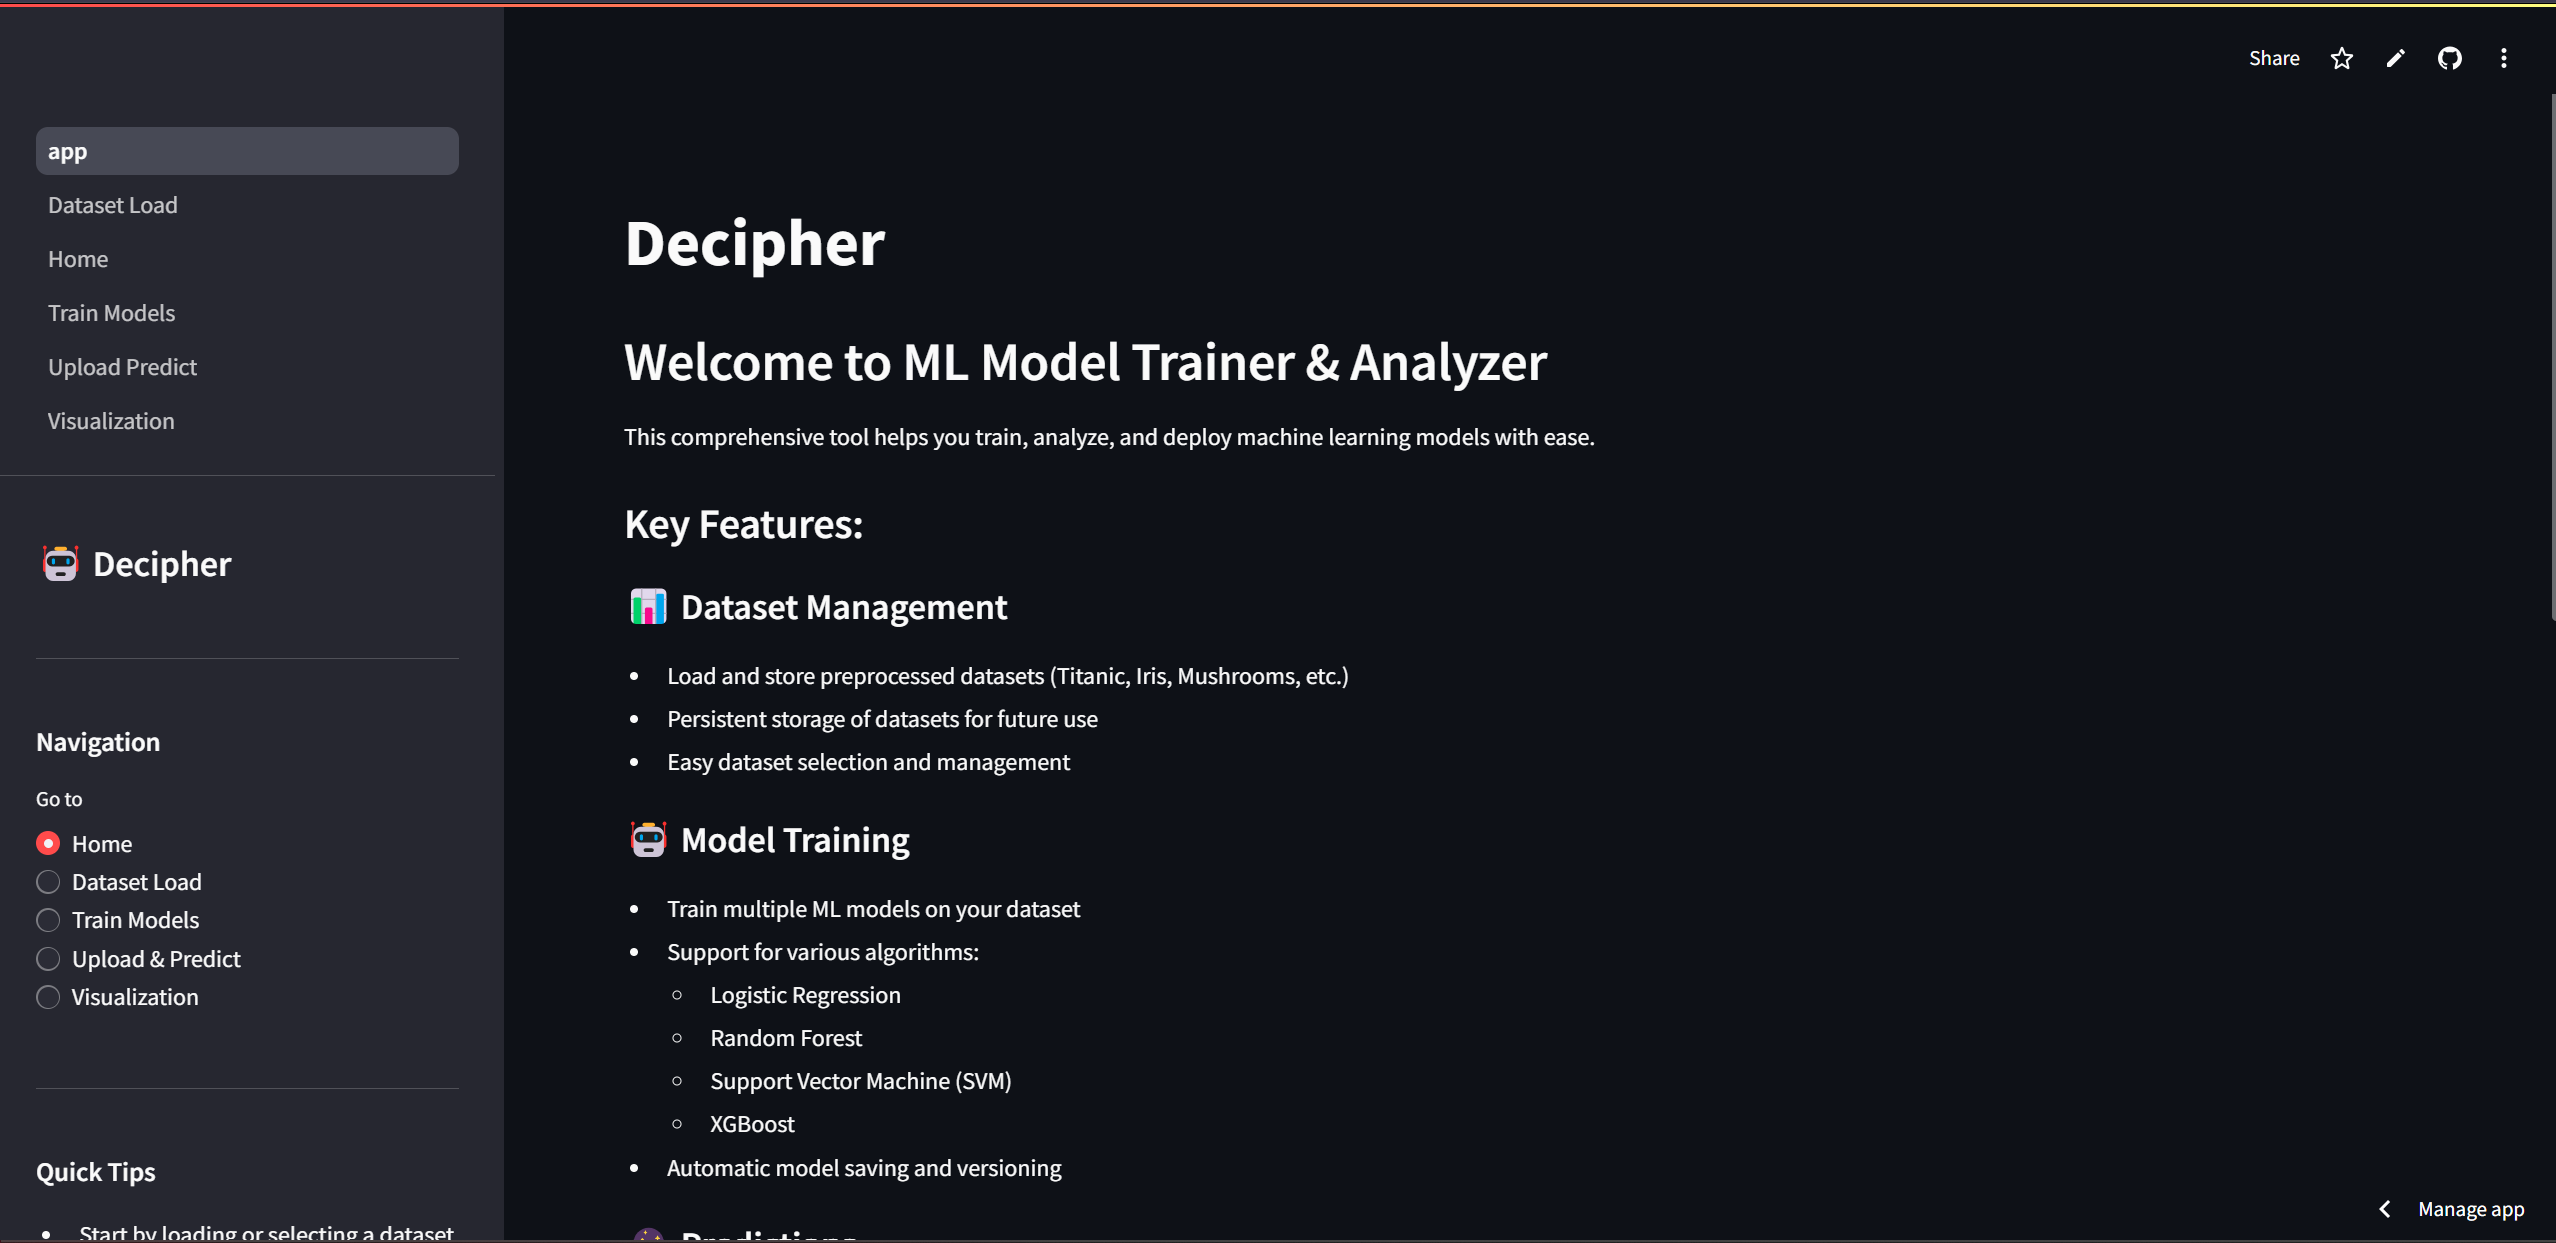 Share
app
Dataset Load
Home
Train Models
Upload Predict
Visualization
Decipher
Navigation
Go to
Home
Dataset Load
Train Models
Upload & Predict
Visualization
Quick Tips
Start by loading or selecting a dataset
Decipher
Welcome to ML Model Trainer & Analyzer
This comprehensive tool helps you train, analyze, and deploy machine learning models with ease.
Key Features:
Dataset Management
Load and store preprocessed datasets (Titanic, Iris, Mushrooms, etc.)
Persistent storage of datasets for future use
Easy dataset selection and management
Model Training
Train multiple ML models on your dataset
Support for various algorithms:
Logistic Regression
Random Forest
Support Vector Machine (SVM)
XGBoost
Automatic model saving and versioning
Predictions
Manage app